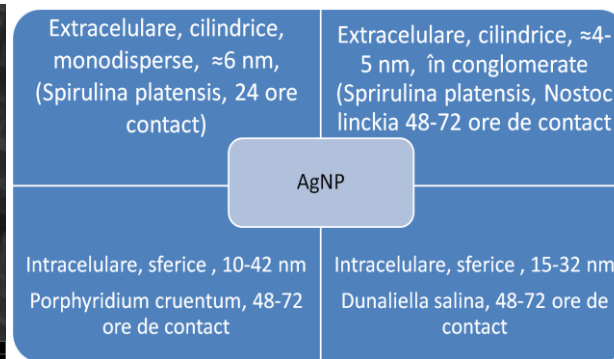 Extracelulare, cilindrice,
monodisperse, ≈6 nm,
(Spirulina platensis, 24 ore
contact)
Extracelulare, cilindrice, ≈4-
5 nm, în conglomerate
(Sprirulina platensis, Nostoc
linckia 48-72 ore de contact
AgNP
Intracelulare, sferice , 10-42 nm
Porphyridium cruentum, 48-72
ore de contact
Intracelulare, sferice , 15-32 nm
Dunaliella salina, 48-72 ore de
contact